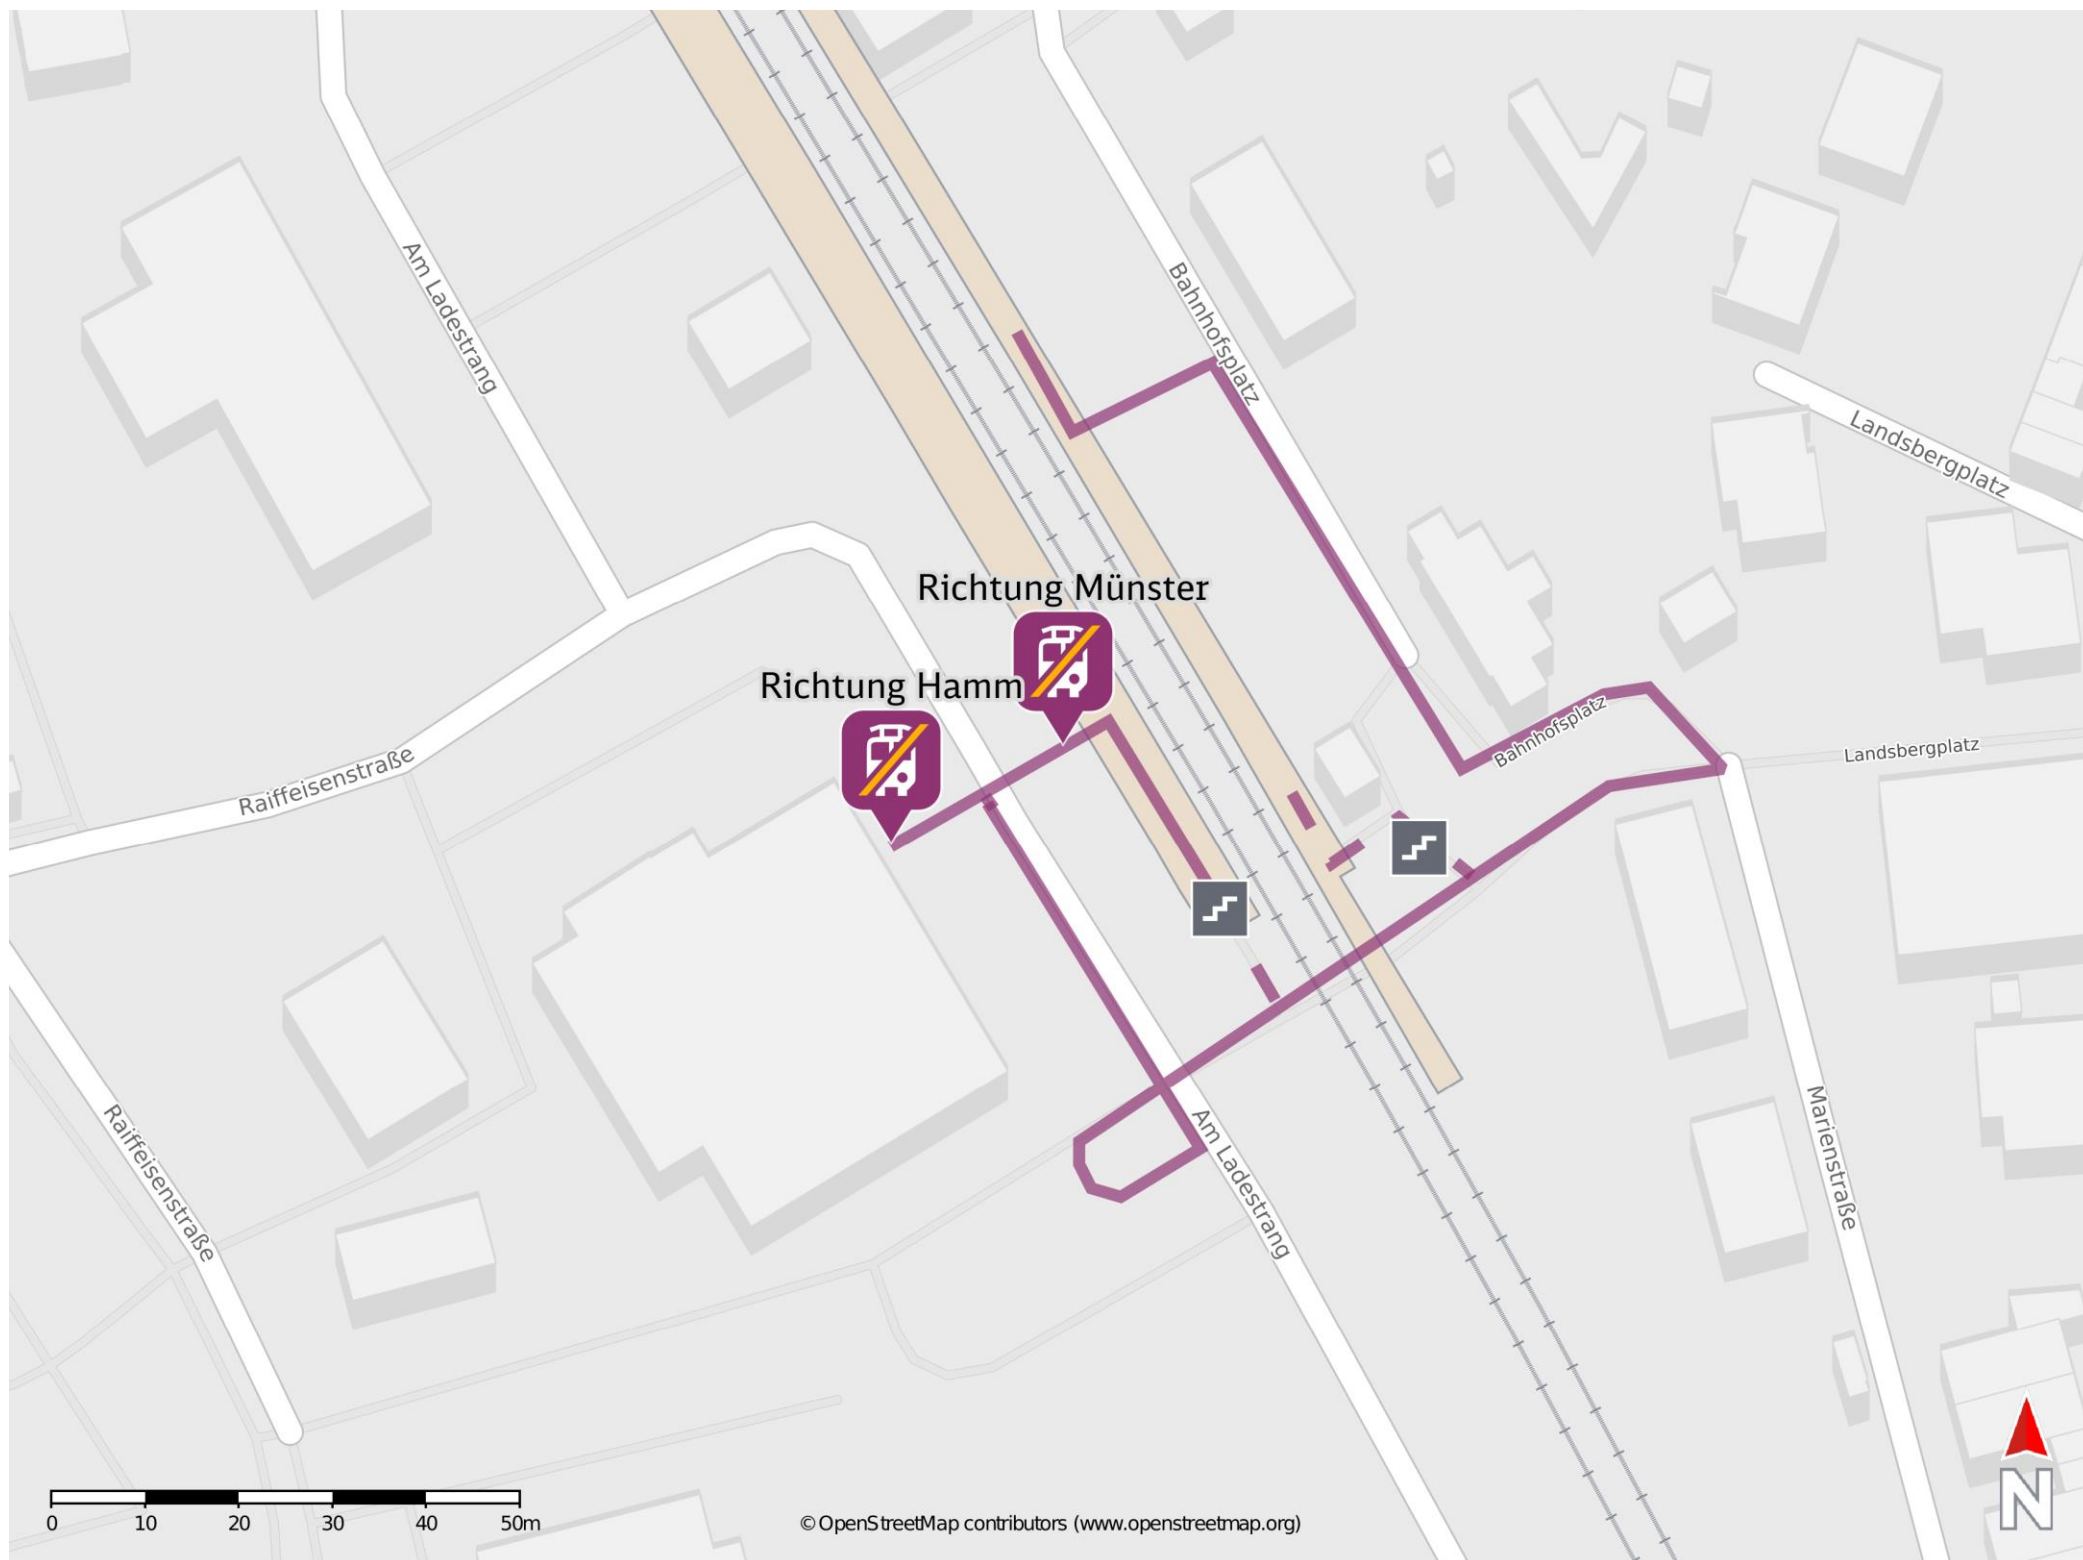 Am Ladestrang
Bahnhofsplatz
Landsbergplatz
Richtung Münster
Richtung Hamm
Bahnhofsplatz
Landsbergplatz
Raiffeisenstraße
Raiffeisenstraße
Am Ladestrang
Marienstraße
N
0 10 20 30 40 50m
© OpenStreetMap contributors (www.openstreetmap.org)